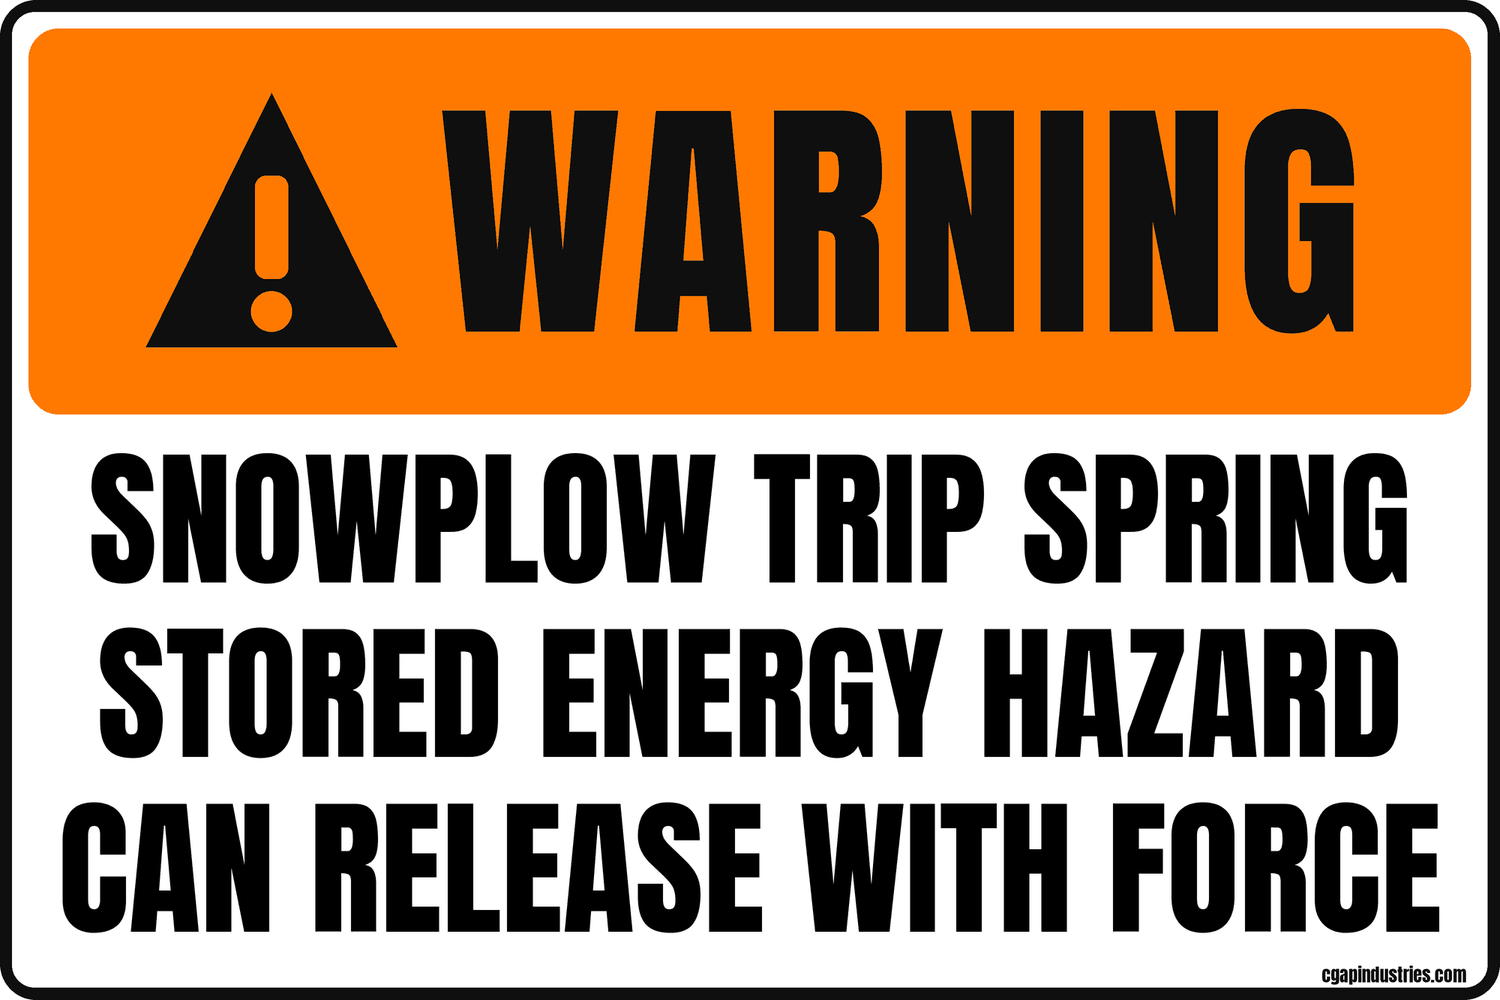 WARNING
SNOWPLOW TRIP SPRING
STORED ENERGY HAZARD
CAN RELEASE WITH FORCE
cgapindustries.com